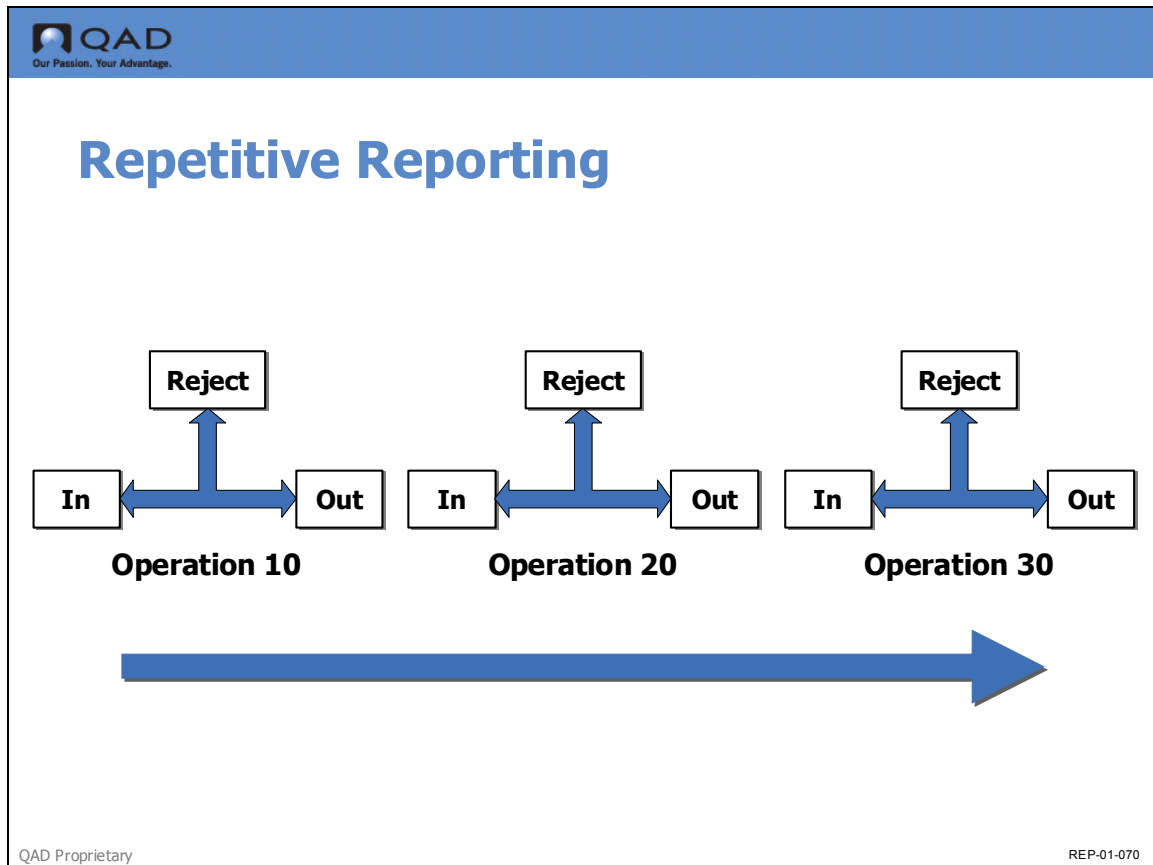 QAD
Our Passion. Your Advantage.
Repetitive Reporting
Reject Reject Reject
In Out In Out In Out
Operation 10 Operation 20 Operation 30
QAD Proprietary
REP-01-070